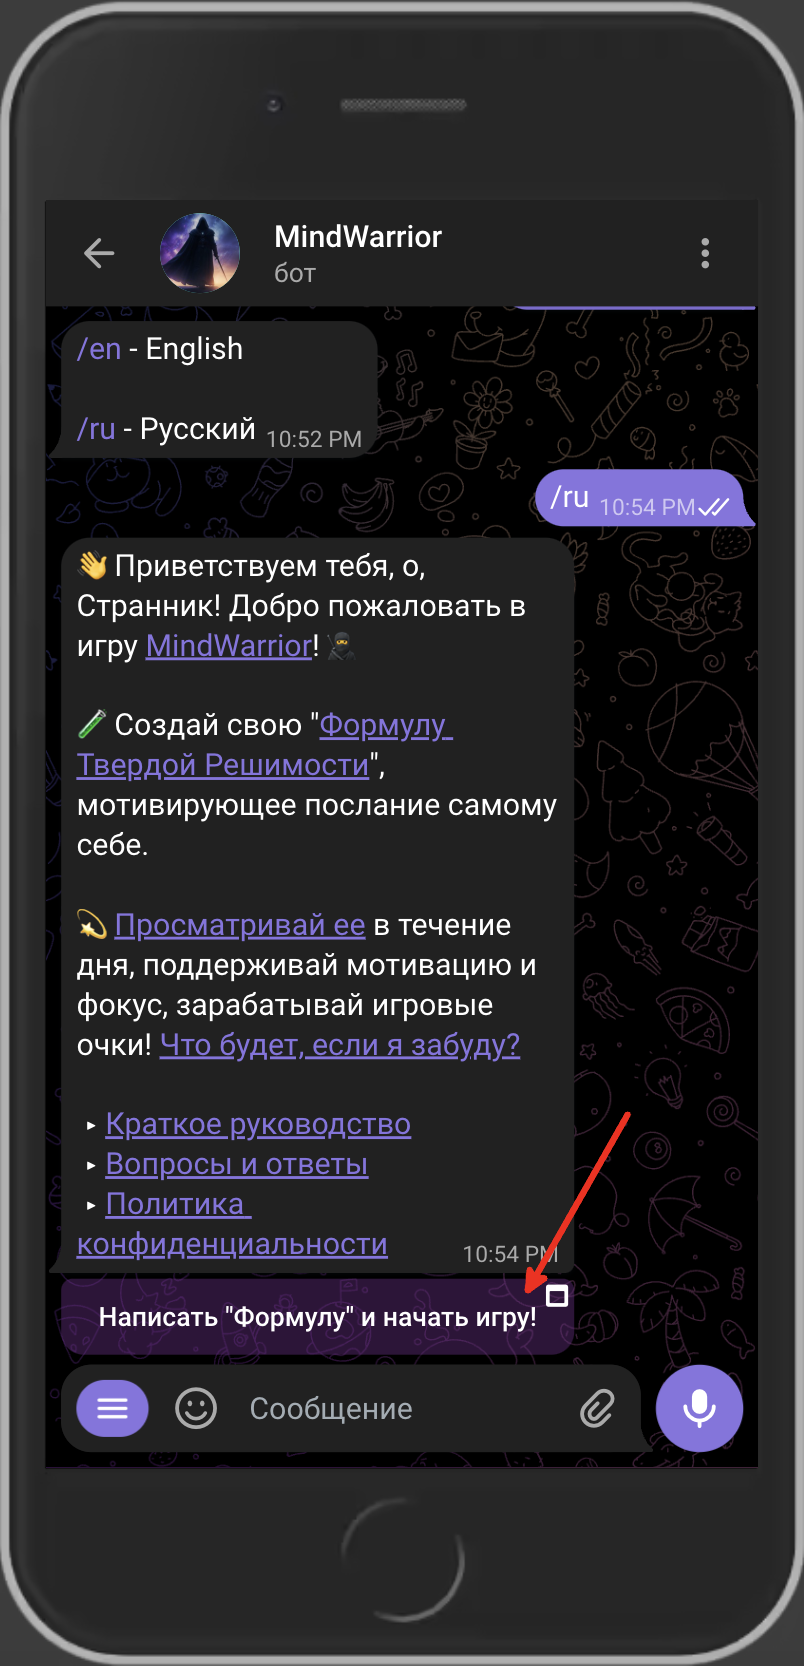 MindWarrior
бот
/en - English
/ru - Русский 10:52 PM
/ru 10:54 PM
👋 Приветствуем тебя, о,
Странник! Добро пожаловать в
игру MindWarrior! 🥷
🧪 Создай свою "Формулу
Твердой Решимости",
мотивирующее послание самому
себе.
💫 Просматривай ее в течение
дня, поддерживай мотивацию и
фокус, зарабатывай игровые
очки! Что будет, если я забуду?
▸ Краткое руководство
▸ Вопросы и ответы
▸ Политика
конфиденциальности 10:54 PM
Написать "Формулу" и начать игру!
Сообщение